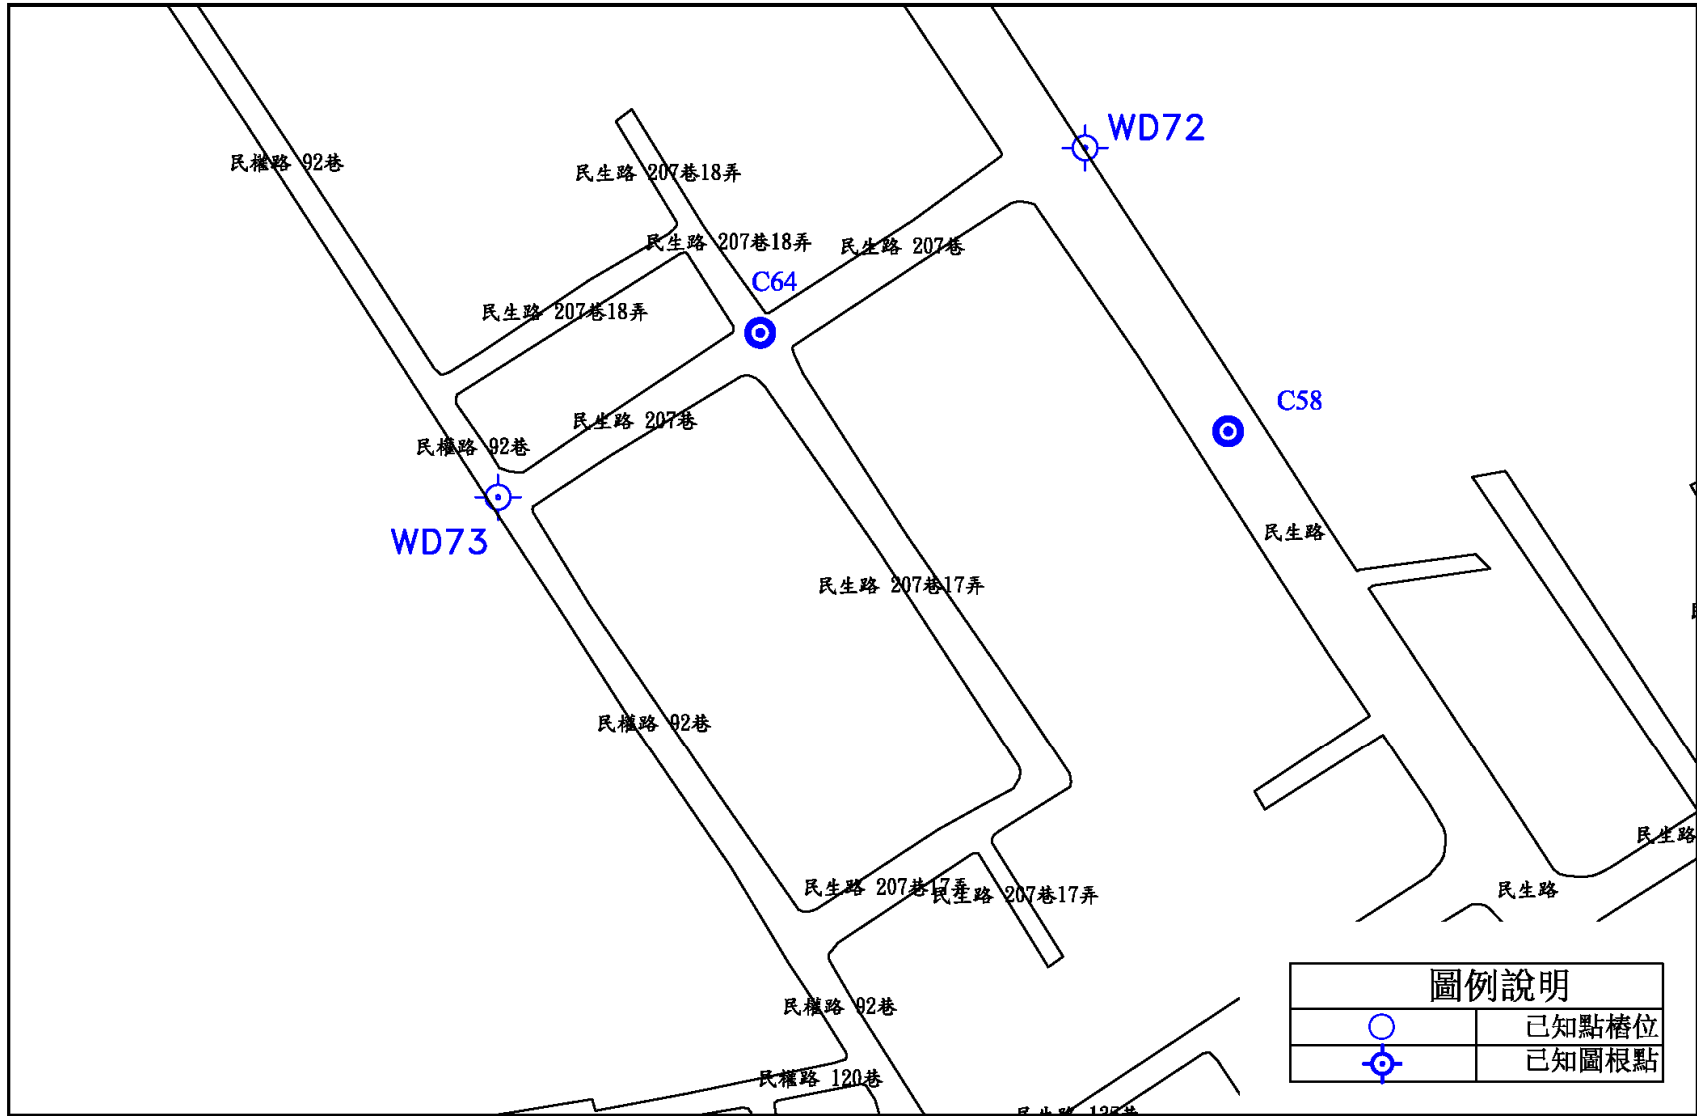 WD72
民權路 92巷
民生路 207巷18弄
民生路 207巷18弄
民生路 207巷
C64
民生路 207巷18弄
C58
民生路 207巷
民權路 92巷
WD73
民生路
民生路 207巷17弄
民權路 92巷
民生路
民生路 207巷17弄
民生路 207巷17弄
民生路
圖例說明
民權路 92巷
已知點樁位
已知圖根點
民權路 120巷